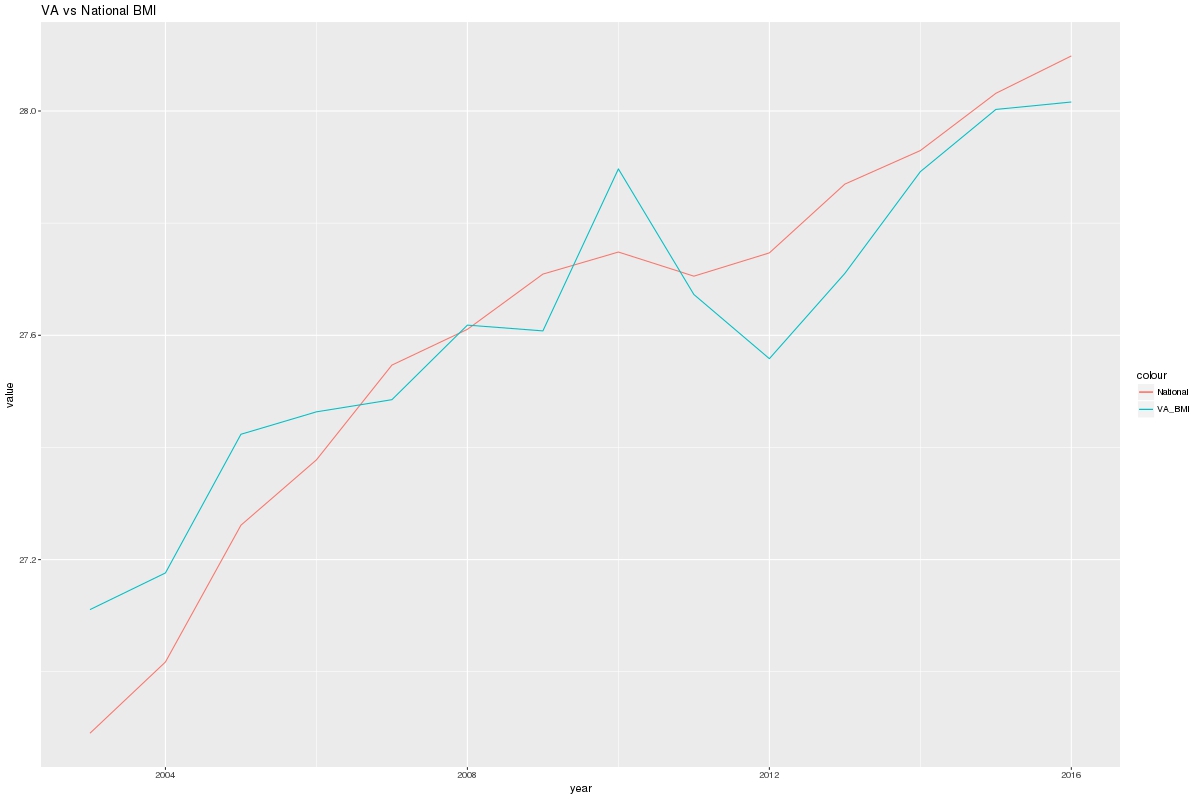 VA vs National BMI
28.0
27.6
27.2
value
2004 2008 2012 2016
year
colour
National
VA_BMI